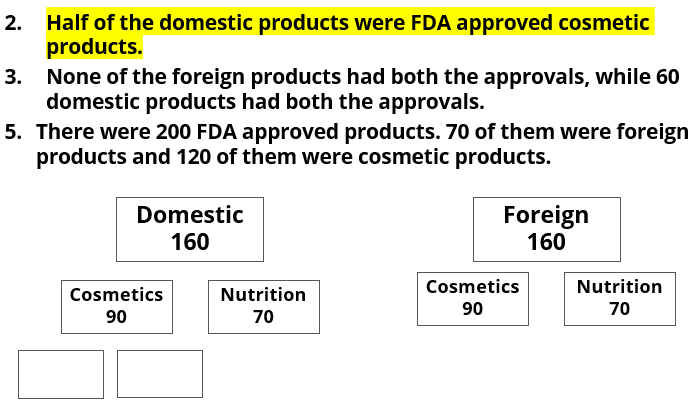 2. Half of the domestic products were FDA approved cosmetic
products.
3. None of the foreign products had both the approvals, while 60
domestic products had both the approvals.
5. There were 200 FDA approved products. 70 of them were foreign
products and 120 of them were cosmetic products.
Domestic
160
Foreign
160
Cosmetics
90
Nutrition
70
Cosmetics
90
Nutrition
70